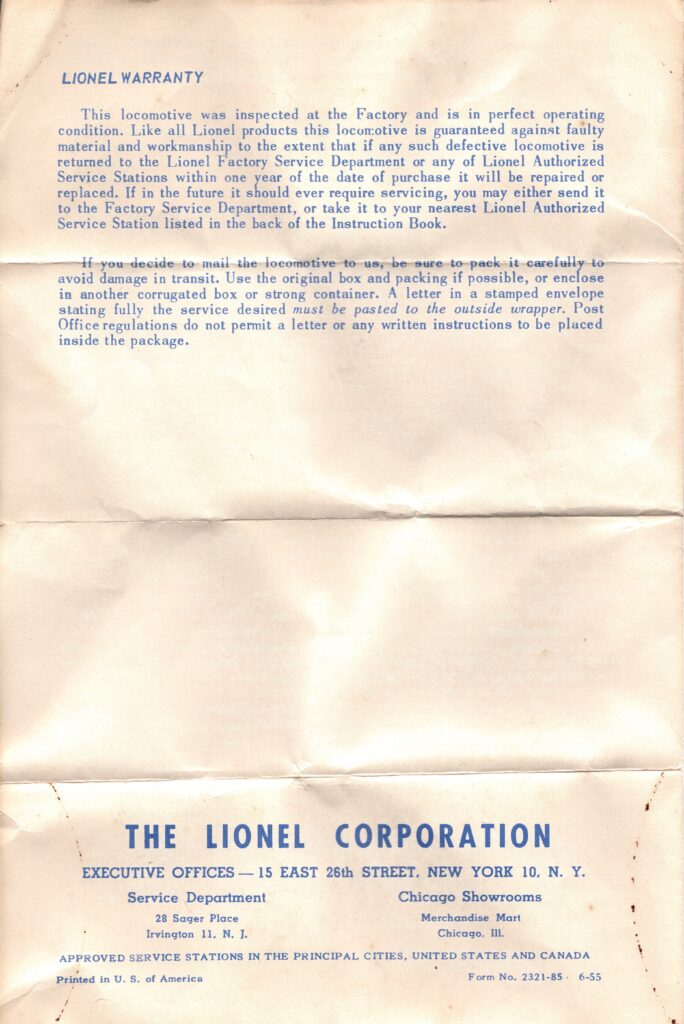 LIONEL WARRANTY
This locomotive was inspected at the Factory and is in perfect operating
condition. Like all Lionel products this locomotive is guaranteed against faulty
material and workmanship to the extent that if any such defective locomotive is
returned to the Lionel Factory Service Department or any of Lionel Authorized
Service Stations within one year of the date of purchase it will be repaired or
replaced. If in the future it should ever require servicing, you may either send it
to the Factory Service Department, or take it to your nearest Lionel Authorized
Service Station listed in the back of the Instruction Book.
If you decide to mail the locomotive to us, be sure to pack it carefully to
avoid damage in transit. Use the original box and packing if possible, or enclose
in another corrugated box or strong container. A letter in a stamped envelope
stating fully the service desired must be pasted to the outside wrapper. Post
Office regulations do not permit a letter or any written instructions to be placed
inside the package.
THE LIONEL CORPORATION
EXECUTIVE OFFICES — 15 EAST 26th STREET, NEW YORK 10, N. Y.
Service Department
28 Sager Place
Irvington 11, N. J.
Chicago Showrooms
Merchandise Mart
Chicago, Ill.
APPROVED SERVICE STATIONS IN THE PRINCIPAL CITIES, UNITED STATES AND CANADA
Printed in U. S. of America
Form No. 2321-85 - 6-55